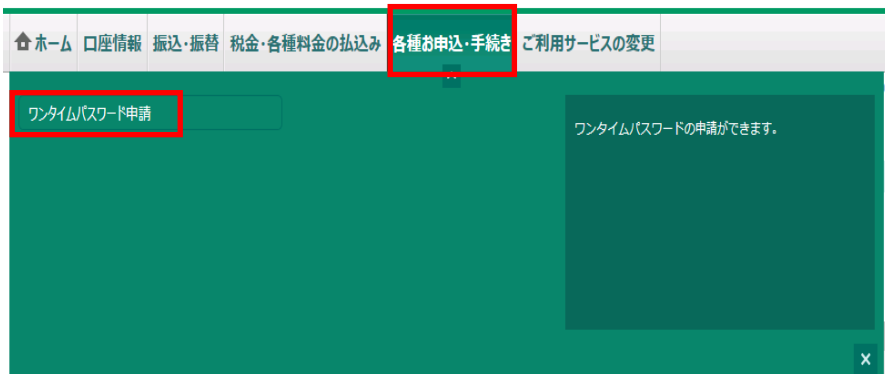 ホーム 口座情報 振込・振替 税金・各種料金の払込み 各種お申込・手続き ご利用サービスの変更
ワンタイムパスワード申請
ワンタイムパスワードの申請ができます。